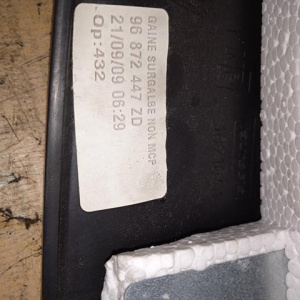 GAINE SURGALBE NON MCP
96 872 447 ZD
21/09/09 06:29
Op:432